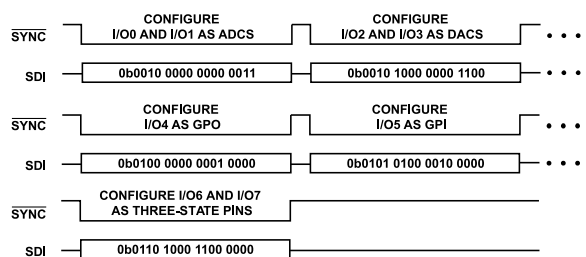 CONFIGURE CONFIGURE
SYNC I/O0 AND I/O1 AS ADCS I/O2 AND I/O3 AS DACS
SDI 0b0010 0000 0000 0011 0b0010 1000 0000 1100
CONFIGURE CONFIGURE
SYNC I/O4 AS GPO I/O5 AS GPI
SDI 0b0100 0000 0001 0000 0b0101 0100 0010 0000
CONFIGURE I/O6 AND I/O7
SYNC AS THREE-STATE PINS
SDI 0b0110 1000 1100 0000